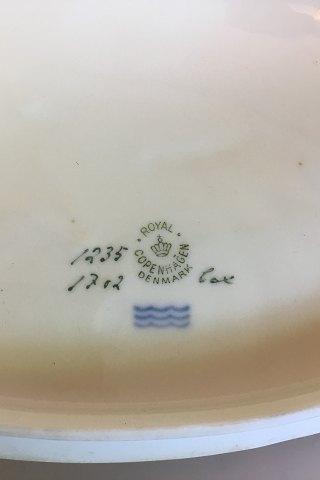 ROYAL
COPENHAGEN
DENMARK
1235
1702